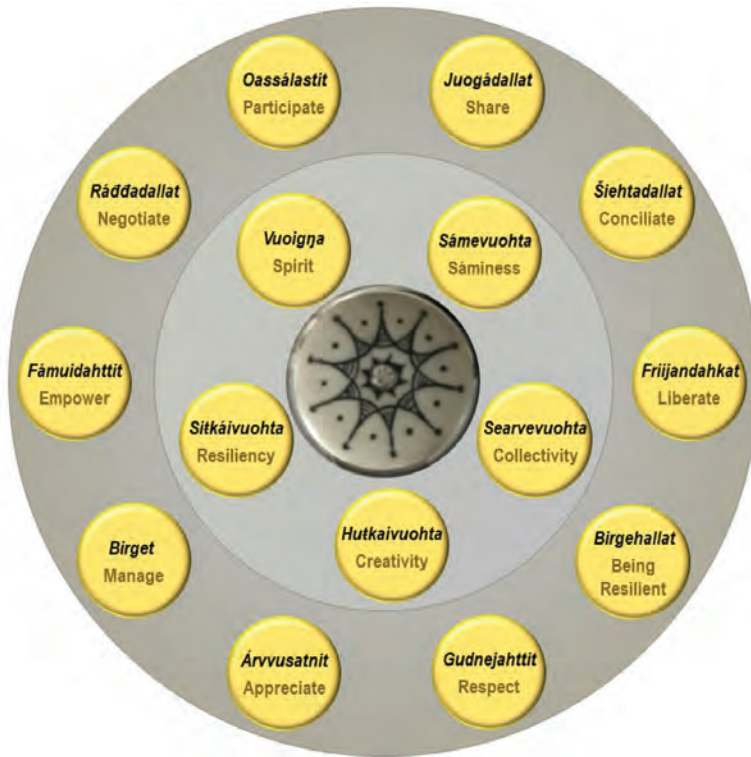 Oassálastit
Participate
Juogådallat
Share
Ráđđadallat
Negotiate
Šiehtadallat
Conciliate
Vuoigŋa
Spirit
Sámevuohta
Sáminess
Fámuidahttit
Empower
Friijandahkat
Liberate
Sitkáivuohta
Resiliency
Searvevuohta
Collectivity
Hutkaivuohta
Creativity
Birget
Manage
Birgehallat
Being
Resilient
Árvvusatnit
Appreciate
Gudnejahttit
Respect